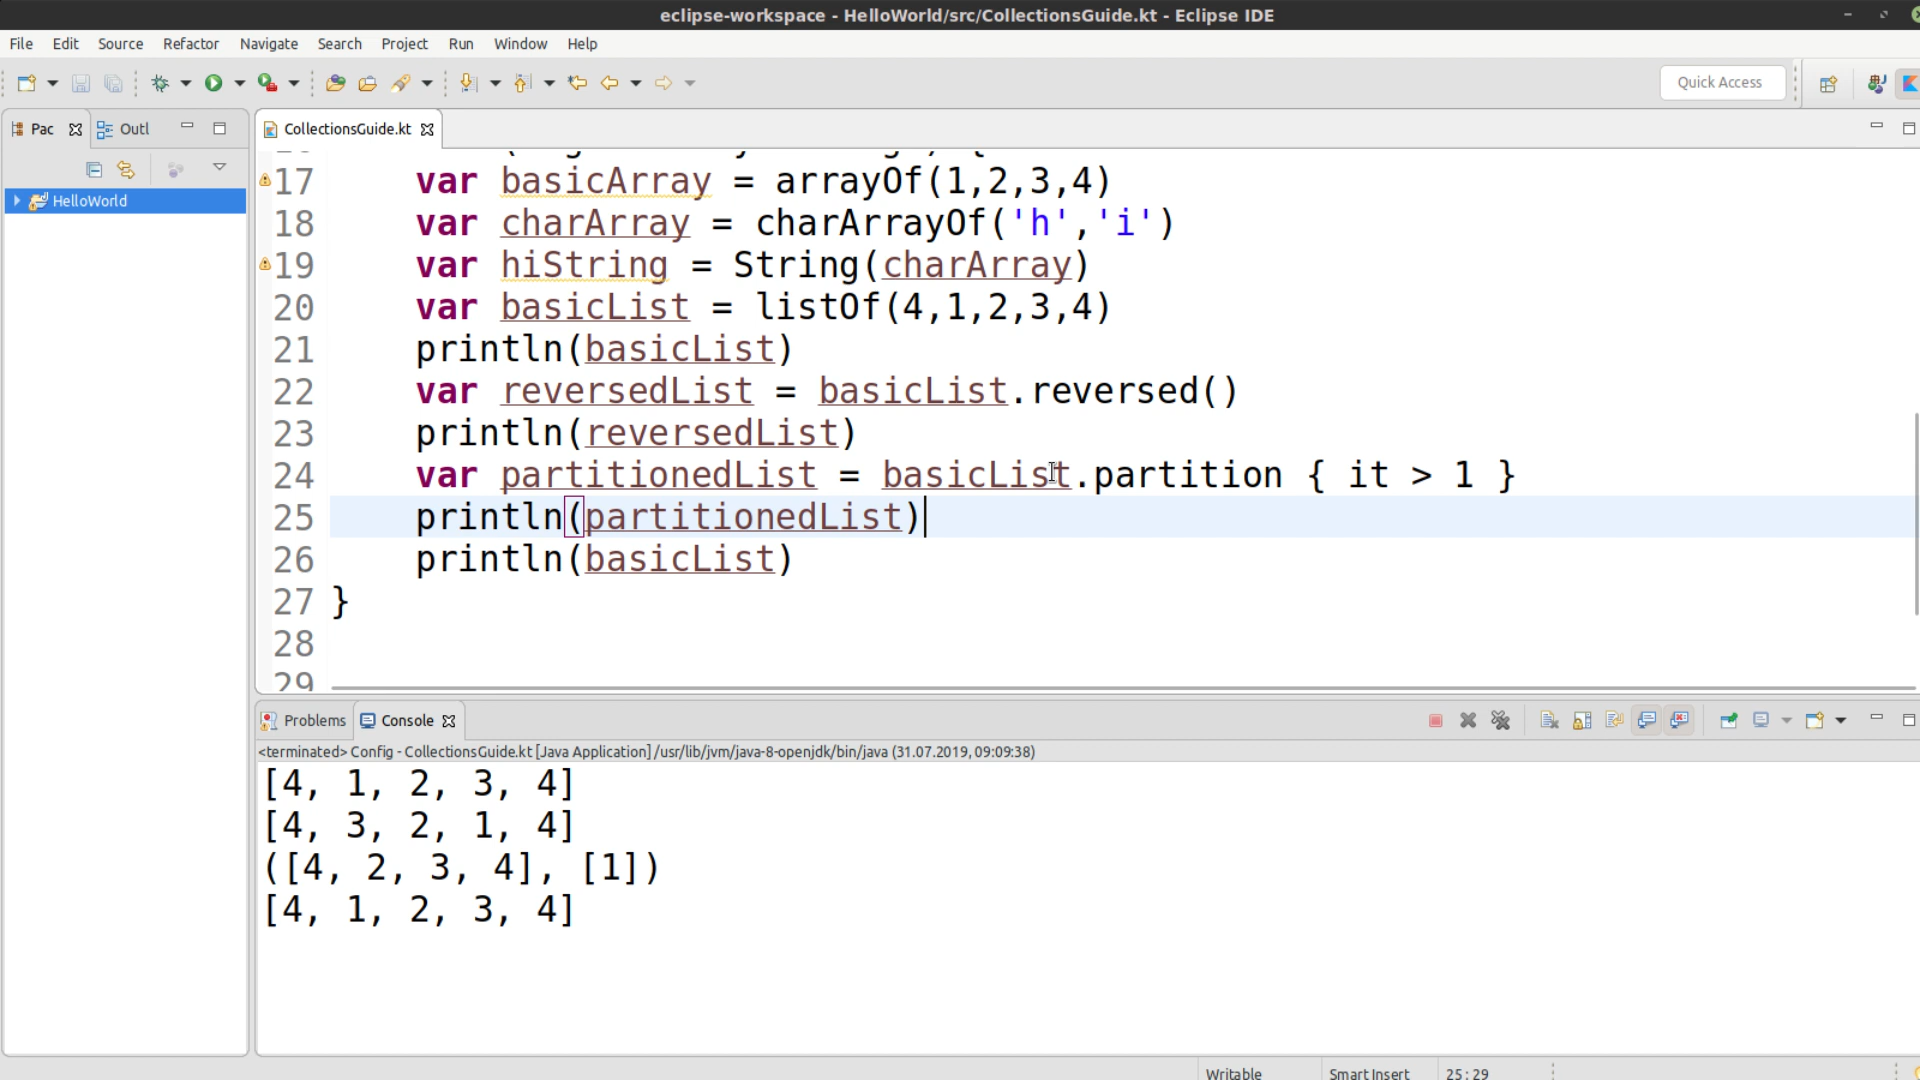 eclipse-workspace - HelloWorld/src/CollectionsGuide.kt - Eclipse IDE
File Edit Source Refactor Navigate Search Project Run Window Help
Quick Access
Pac Outl CollectionsGuide.kt
HelloWorld
17 var basicArray = arrayOf(1,2,3,4)
18 var charArray = charArrayOf('h','i')
19 var hiString = String(charArray)
20 var basicList = listOf(4,1,2,3,4)
21 println(basicList)
22 var reversedList = basicList.reversed()
23 println(reversedList)
24 var partitionedList = basicList.partition { it > 1 }
25 println(partitionedList)
26 println(basicList)
27 }
28
29
Problems Console
<terminated> Config - CollectionsGuide.kt [Java Application] /usr/lib/jvm/java-8-openjdk/bin/java (31.07.2019, 09:09:38)
[4, 1, 2, 3, 4]
[4, 3, 2, 1, 4]
([4, 2, 3, 4], [1])
[4, 1, 2, 3, 4]
Writable Smart Insert 25:29